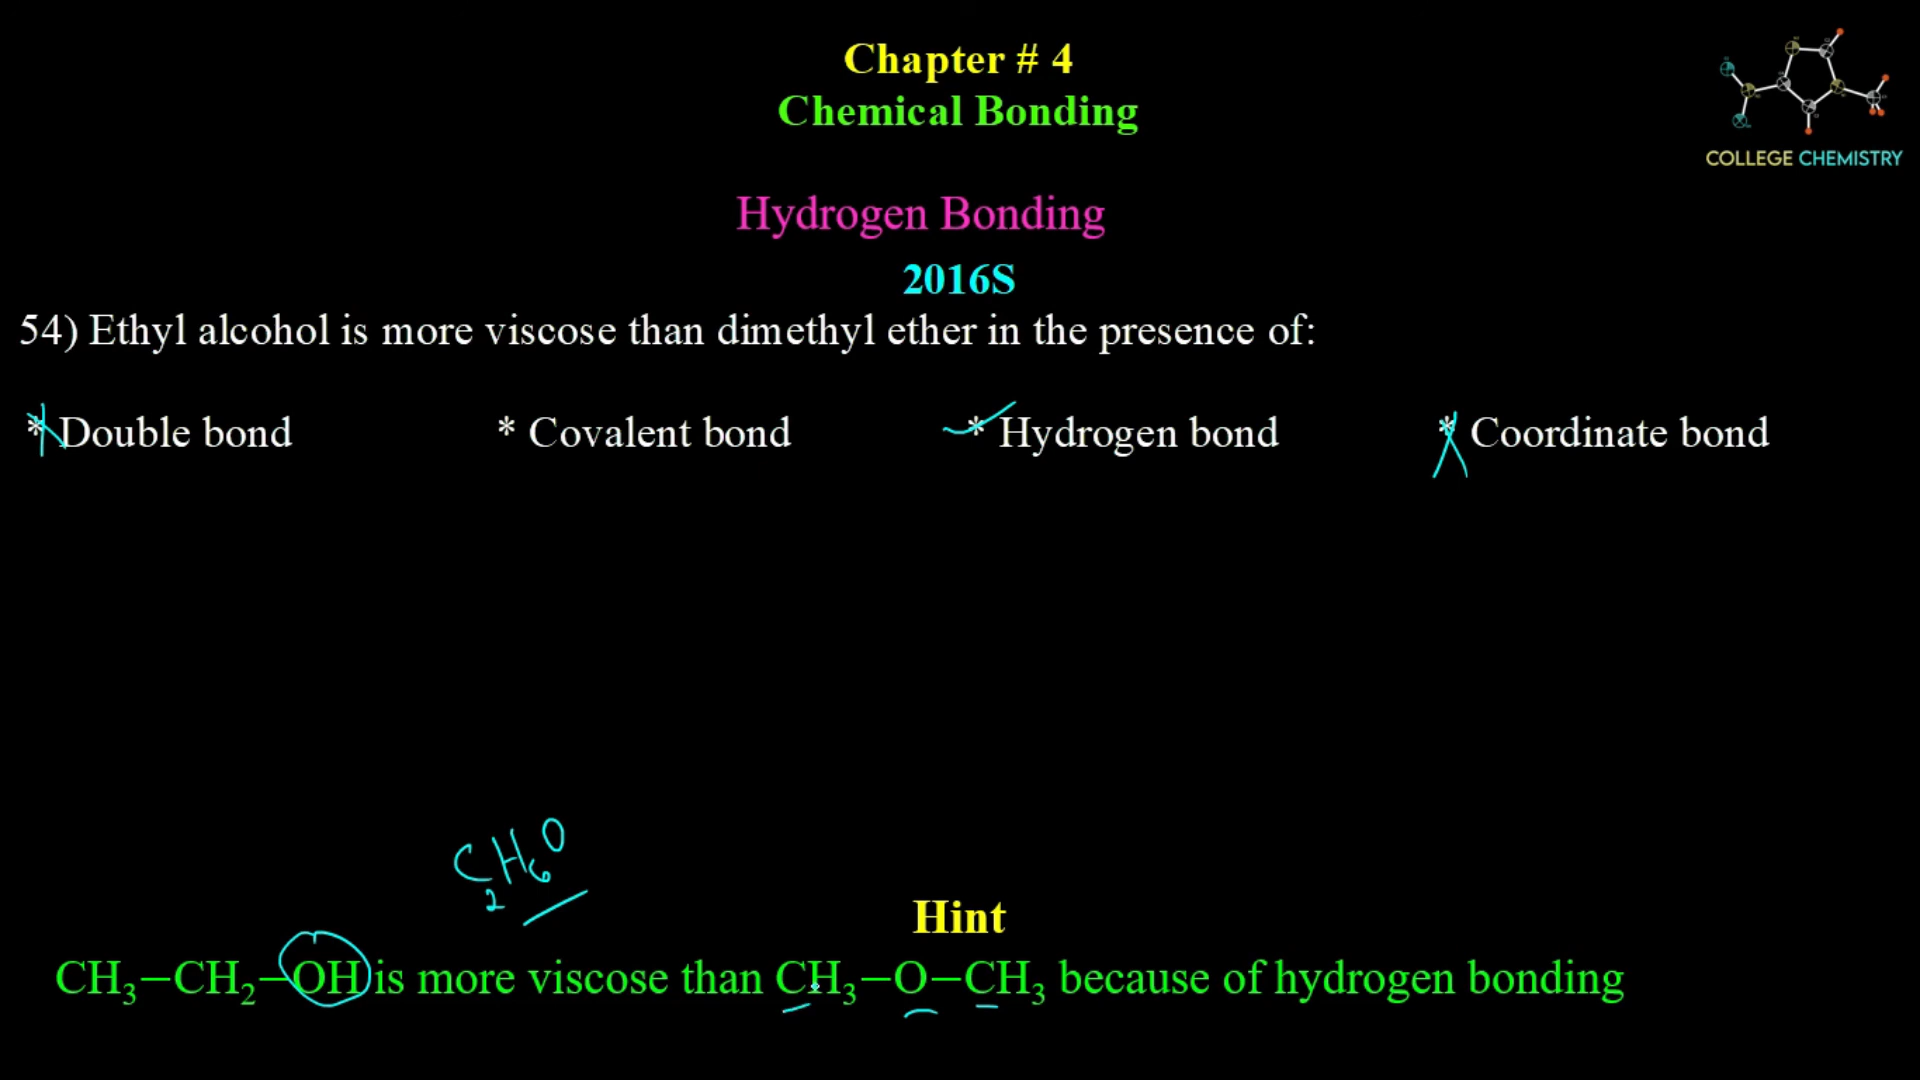 Chapter # 4
Chemical Bonding
COLLEGE CHEMISTRY
Hydrogen Bonding
2016S
54) Ethyl alcohol is more viscose than dimethyl ether in the presence of:
* Double bond * Covalent bond * Hydrogen bond * Coordinate bond
C₂H₆O
Hint
CH₃–CH₂–OH is more viscose than CH₃–O–CH₃ because of hydrogen bonding